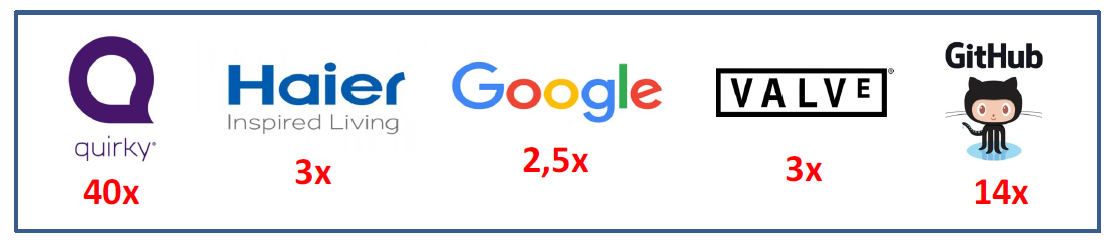 quirky®
40x
Haier
Inspired Living
3x
Google
2,5x
VALVE®
3x
GitHub
14x